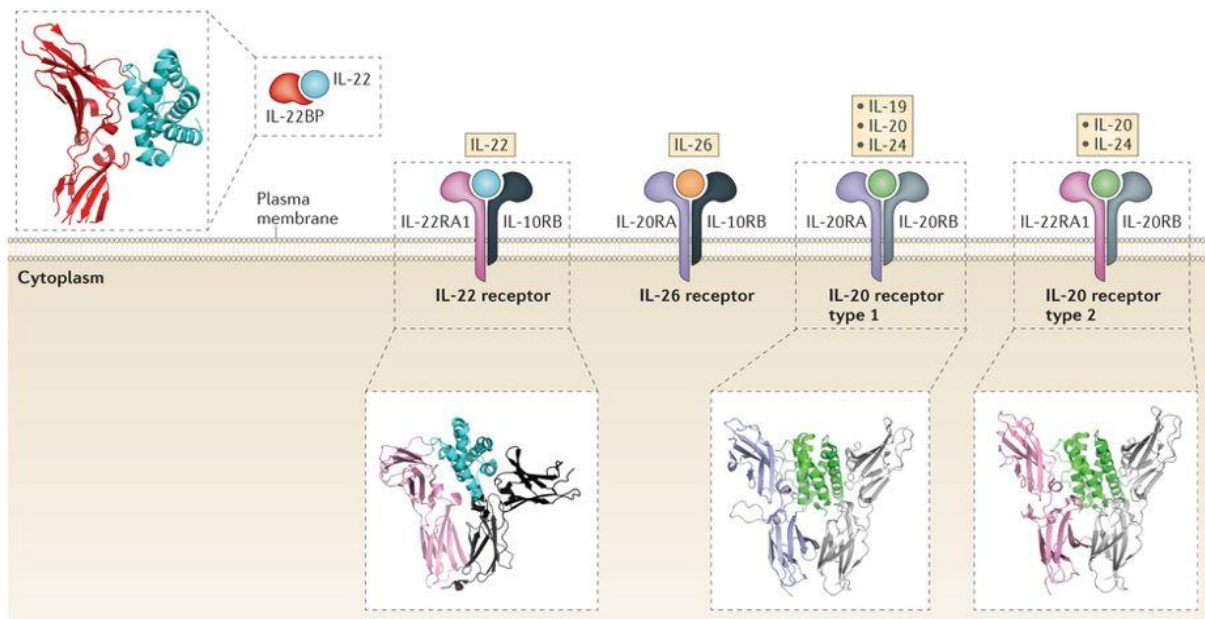 IL-22
IL-22BP
Plasma
membrane
Cytoplasm
IL-22
IL-22RA1
IL-10RB
IL-22 receptor
IL-26
IL-20RA
IL-10RB
IL-26 receptor
• IL-19
• IL-20
• IL-24
IL-20RA
IL-20RB
IL-20 receptor
type 1
• IL-20
• IL-24
IL-22RA1
IL-20RB
IL-20 receptor
type 2